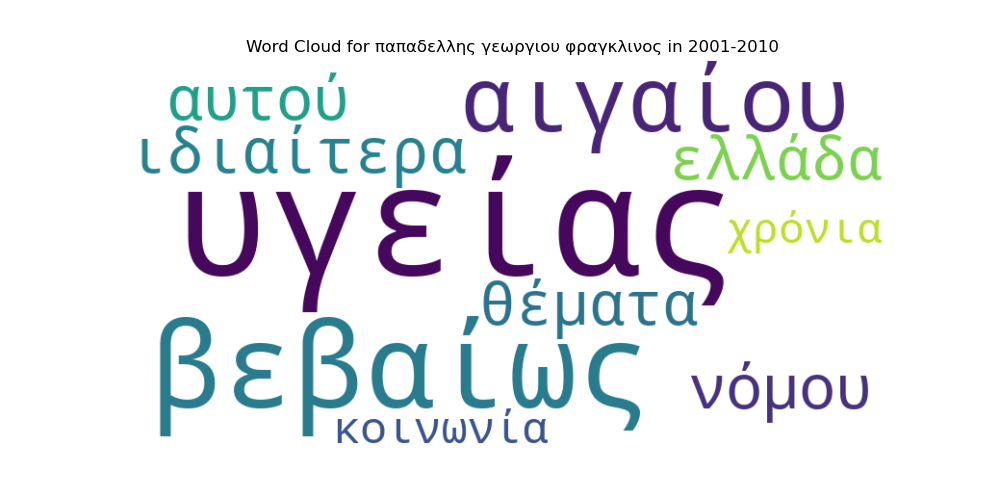 Word Cloud for παπαδελλης γεωργιου φραγκλινος in 2001-2010
αυτού
αιγαίου
ιδιαίτερα
ελλάδα
υγείας
χρόνια
θέματα
βεβαίως
νόμου
κοινωνία